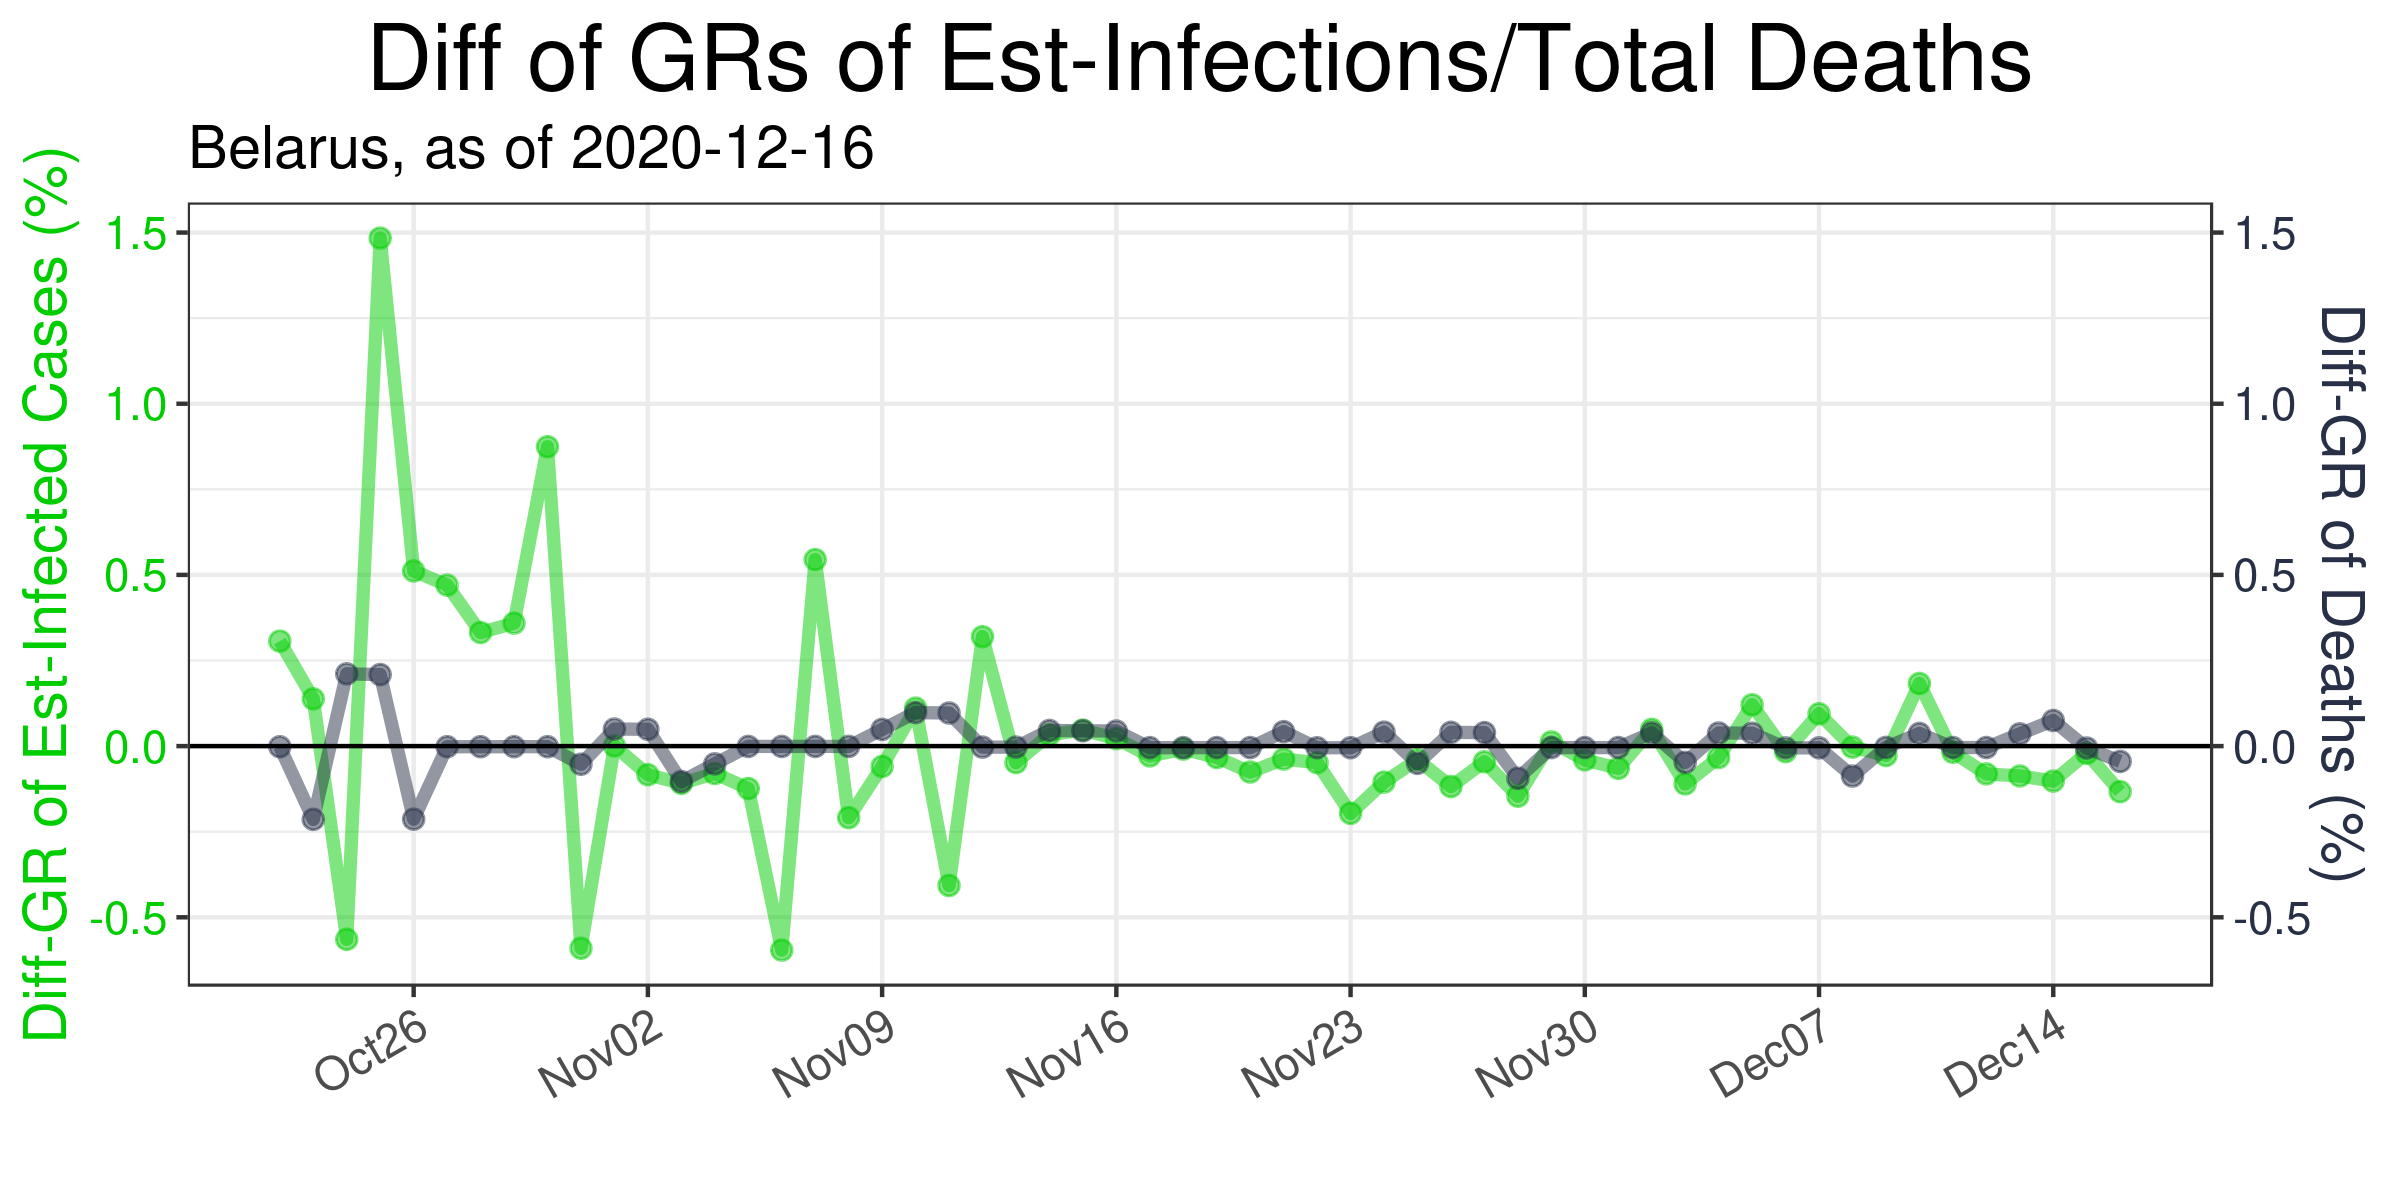 Diff of GRs of Est-Infections/Total Deaths
Belarus, as of 2020-12-16
Diff-GR of Est-Infected Cases (%)
1.5
1.0
0.5
0.0
-0.5
1.5
1.0
0.5
0.0
-0.5
Diff-GR of Deaths (%)
Oct26
Nov02
Nov09
Nov16
Nov23
Nov30
Dec07
Dec14